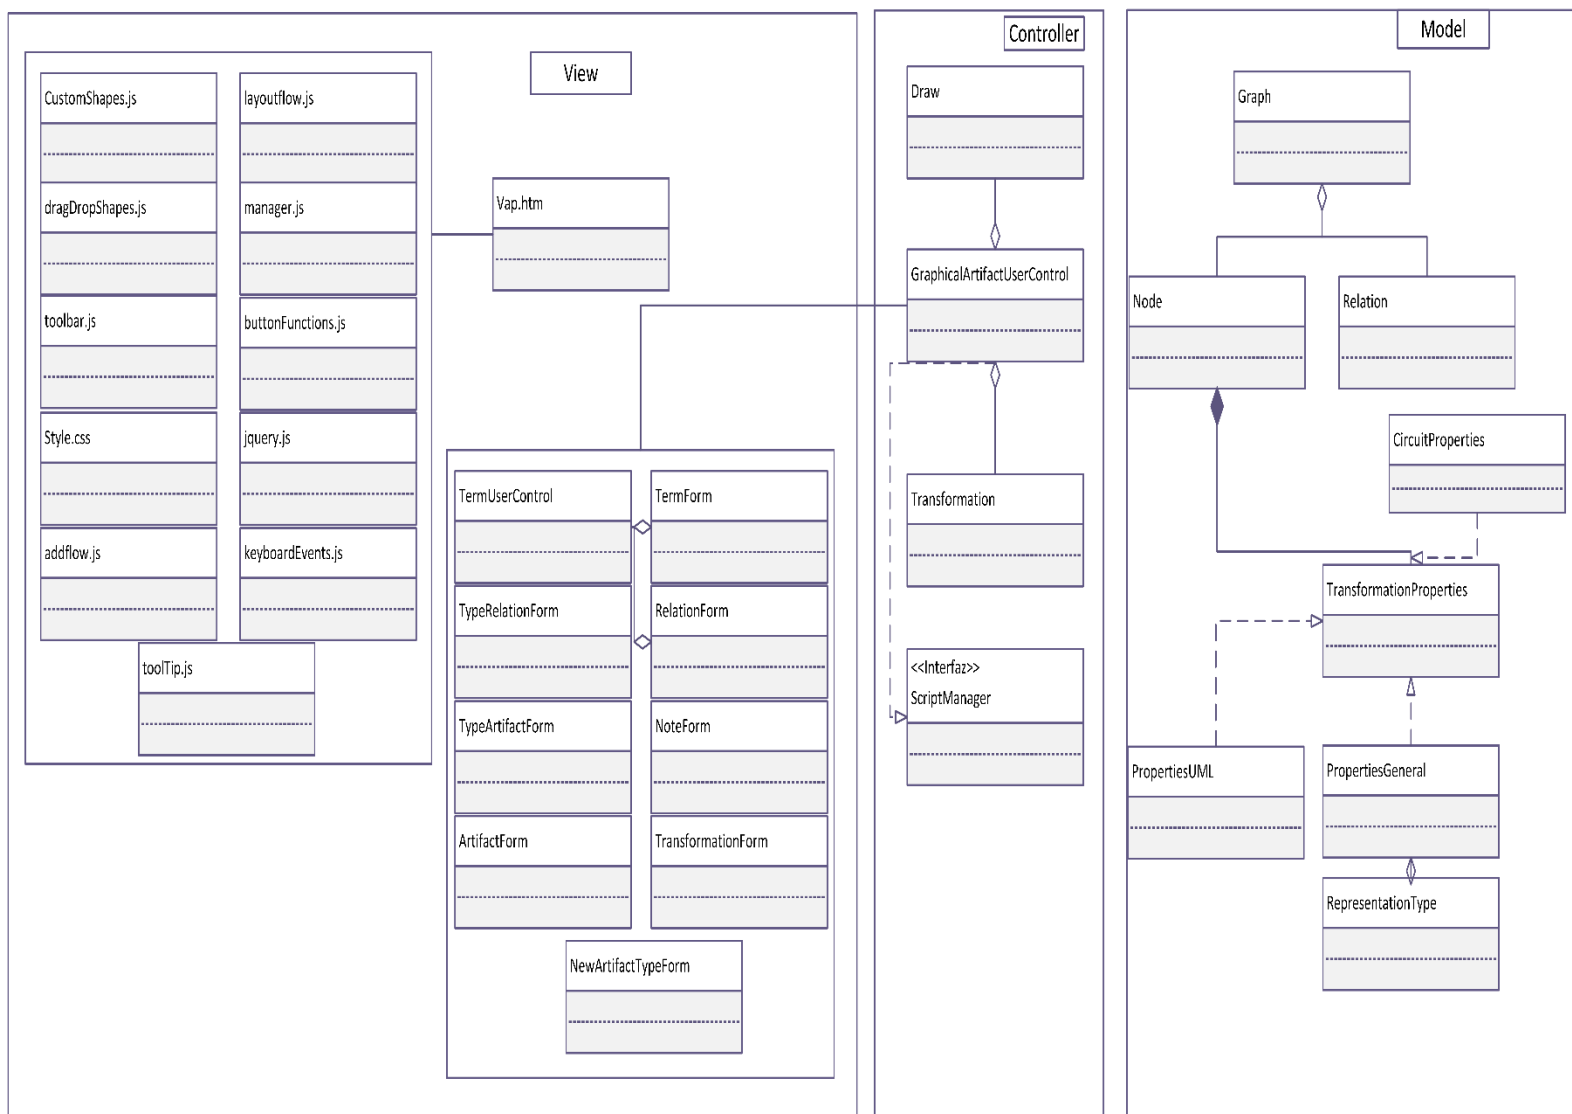 View
CustomShapes.js
layoutflow.js
dragDropShapes.js
manager.js
toolbar.js
buttonFunctions.js
Style.css
jquery.js
addflow.js
keyboardEvents.js
toolTip.js
Vap.htm
TermUserControl
TermForm
TypeRelationForm
RelationForm
TypeArtifactForm
NoteForm
ArtifactForm
TransformationForm
NewArtifactTypeForm
Controller
Draw
GraphicalArtifactUserControl
Transformation
<<Interfaz>>
ScriptManager
Model
Graph
Node
Relation
CircuitProperties
TransformationProperties
PropertiesUML
PropertiesGeneral
RepresentationType